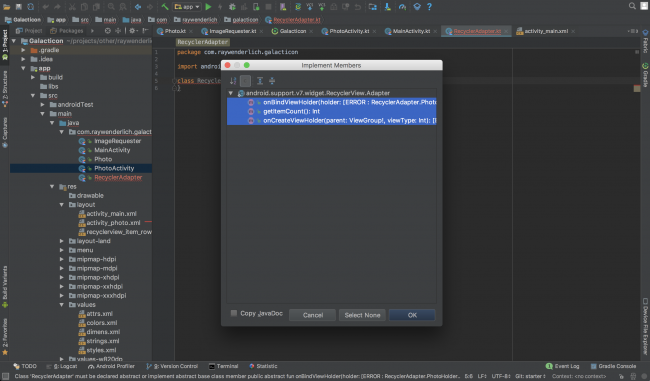 app
Galacticon app src main java com raywenderlich galacticon RecyclerAdapter.kt
Project Packages
Photo.kt ImageRequester.kt Galacticon PhotoActivity.kt MainActivity.kt RecyclerAdapter.kt activity_main.xml
1: Project
Z: Structure
Captures
Build Variants
2: Favorites
Galacticon ~/projects/other/raywenderlich
.gradle
.idea
app
build
libs
src
androidTest
main
java
com.raywenderlich.galact
ImageRequester
MainActivity
Photo
PhotoActivity
RecyclerAdapter
res
drawable
layout
activity_main.xml
activity_photo.xml
recyclerview_item_row
layout-land
menu
mipmap-hdpi
mipmap-mdpi
mipmap-xhdpi
mipmap-xxhdpi
mipmap-xxxhdpi
values
attrs.xml
colors.xml
dimens.xml
strings.xml
styles.xml
values-w820dp
RecyclerAdapter
package com.raywenderlich.galacticon
import androi
class Recycle
}
Implement Members
android.support.v7.widget.RecyclerView.Adapter
onBindViewHolder(holder: [ERROR : RecyclerAdapter.Photo
getItemCount(): Int
onCreateViewHolder(parent: ViewGroup!, viewType: Int):
Copy JavaDoc
Cancel
Select None
OK
Fabric
Gradle
Device File Explorer
TODO 6: Logcat Android Profiler 9: Version Control Terminal Statistic Event Log Gradle Console
Class 'RecyclerAdapter' must be declared abstract or implement abstract base class member public abstract fun onBindViewHolder(holder: [ERROR : RecyclerAdapter.PhotoHolder... 5:6 LF÷ UTF-8÷ Git: starter÷ Context: <no context>